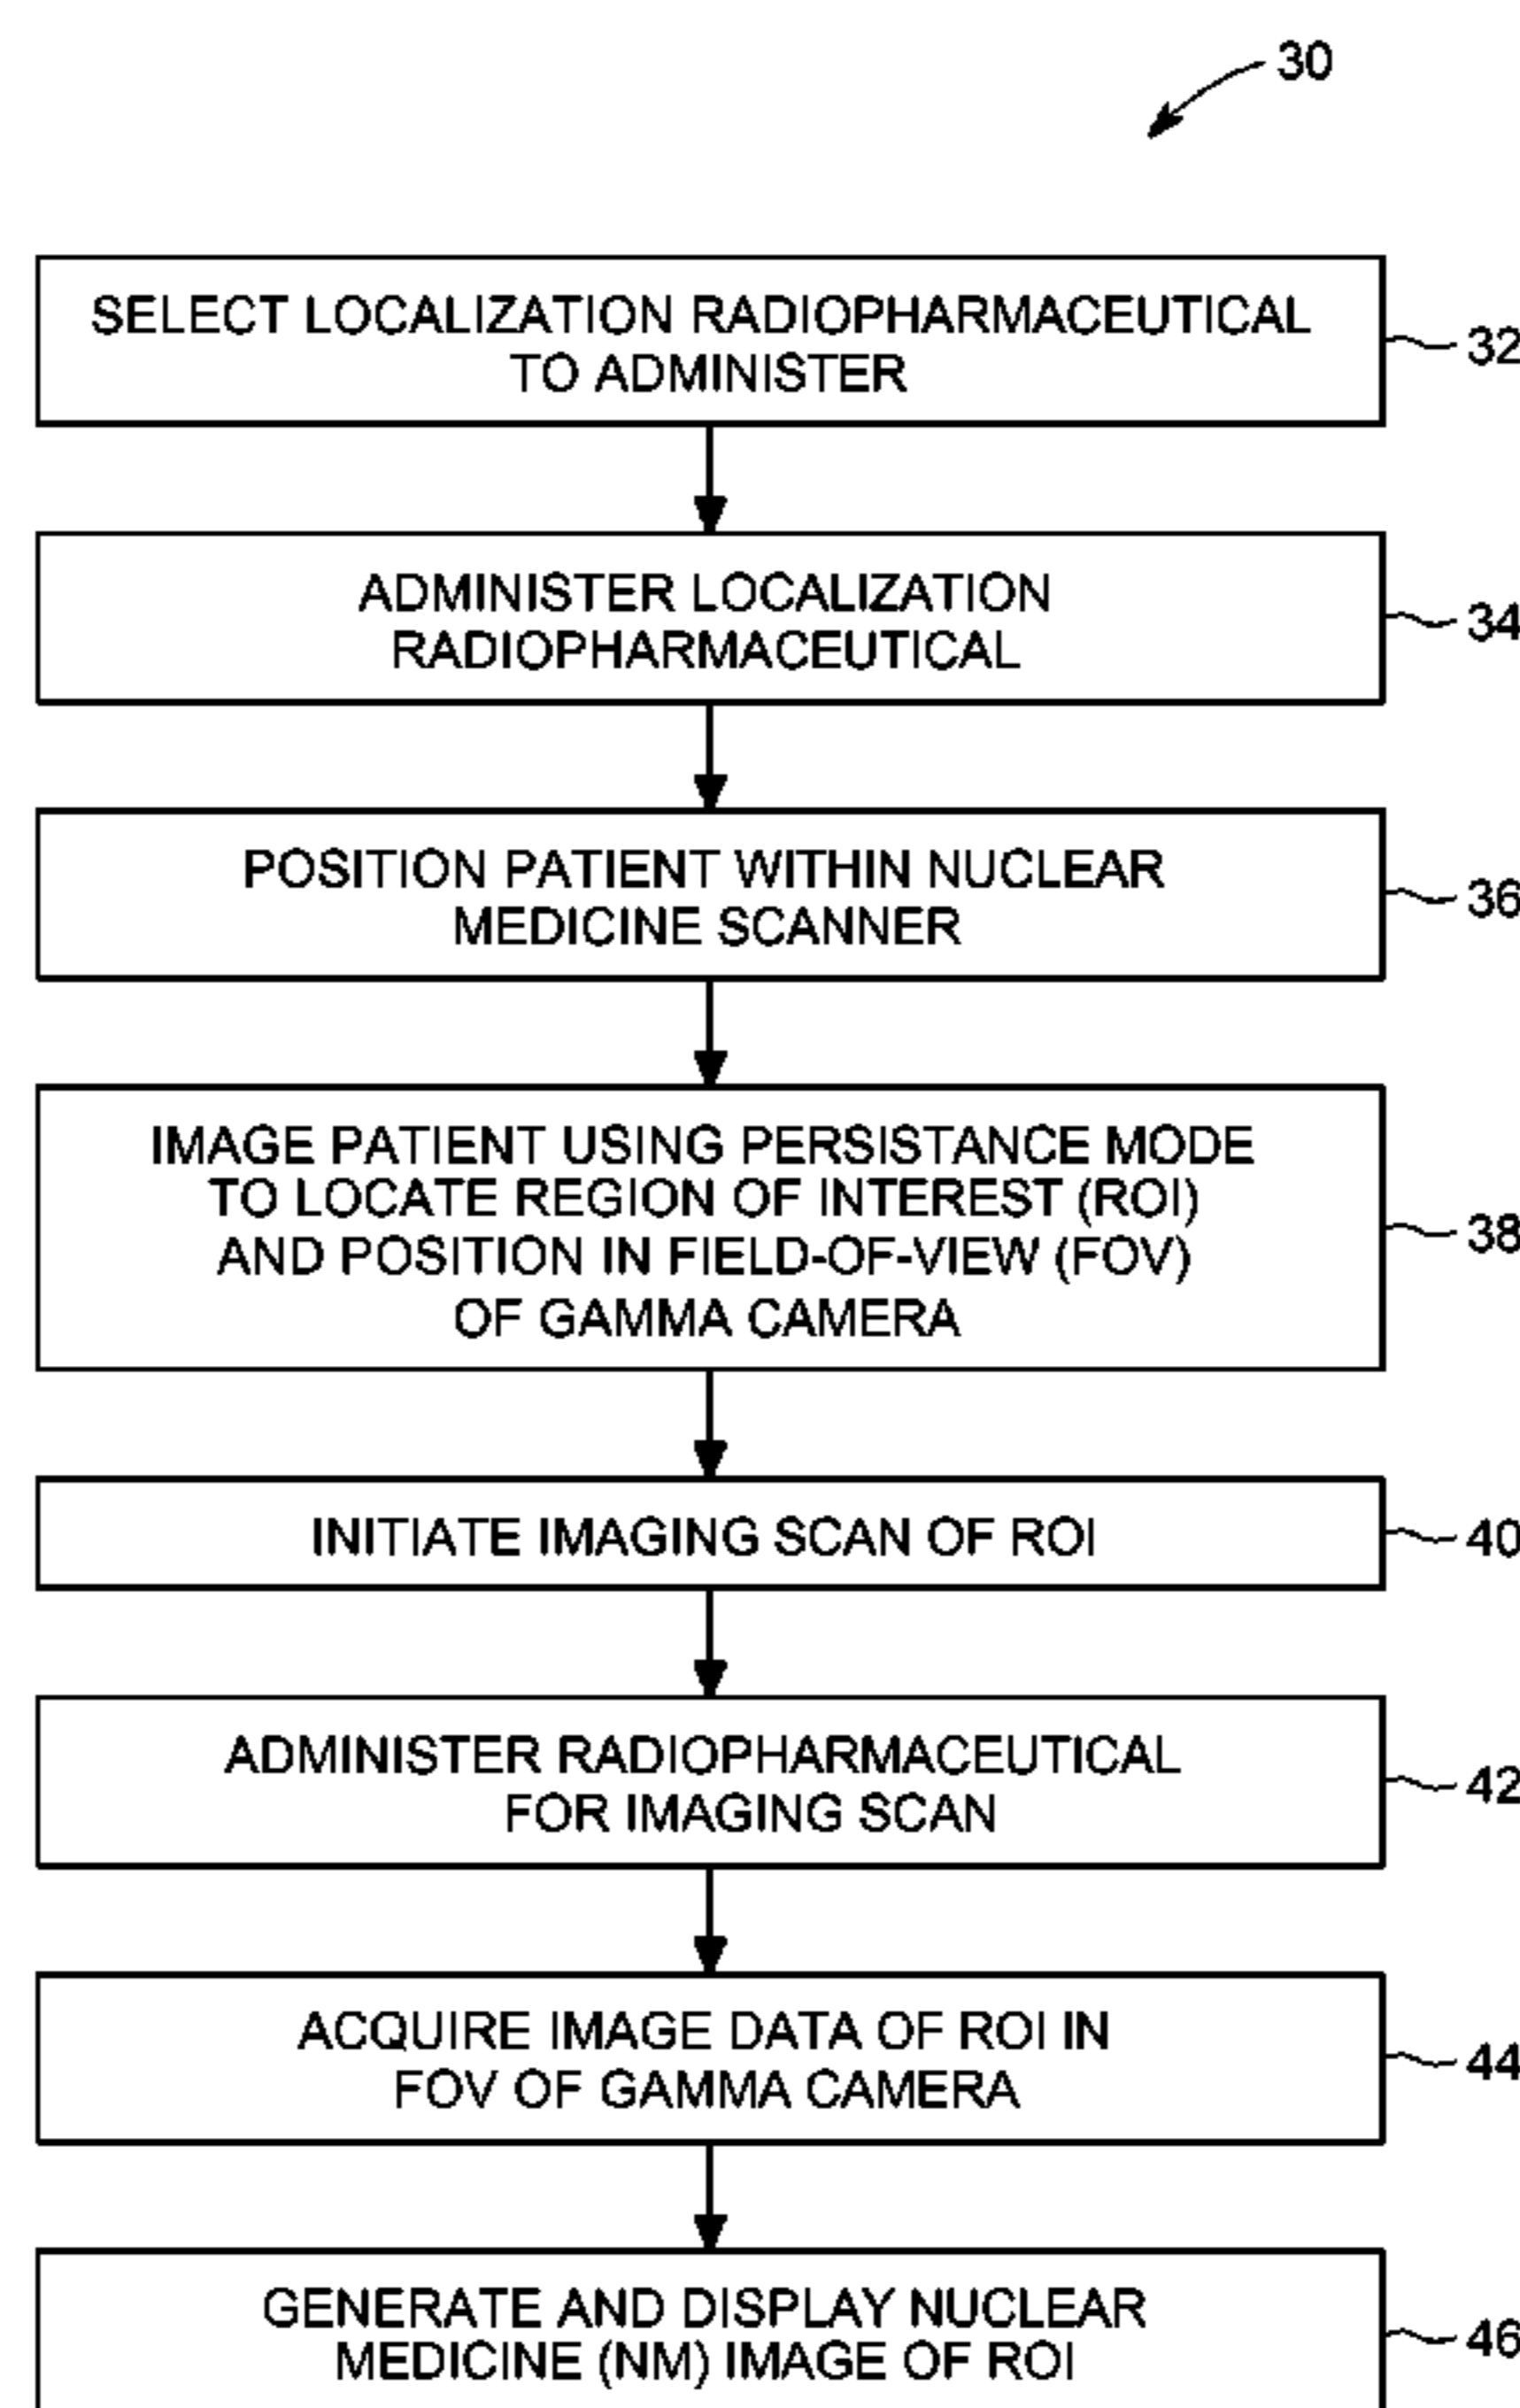 30
SELECT LOCALIZATION RADIOPHARMACEUTICAL
TO ADMINISTER
32
ADMINISTER LOCALIZATION
RADIOPHARMACEUTICAL
34
POSITION PATIENT WITHIN NUCLEAR
MEDICINE SCANNER
36
IMAGE PATIENT USING PERSISTANCE MODE
TO LOCATE REGION OF INTEREST (ROI)
AND POSITION IN FIELD-OF-VIEW (FOV)
OF GAMMA CAMERA
38
INITIATE IMAGING SCAN OF ROI
40
ADMINISTER RADIOPHARMACEUTICAL
FOR IMAGING SCAN
42
ACQUIRE IMAGE DATA OF ROI IN
FOV OF GAMMA CAMERA
44
GENERATE AND DISPLAY NUCLEAR
MEDICINE (NM) IMAGE OF ROI
46